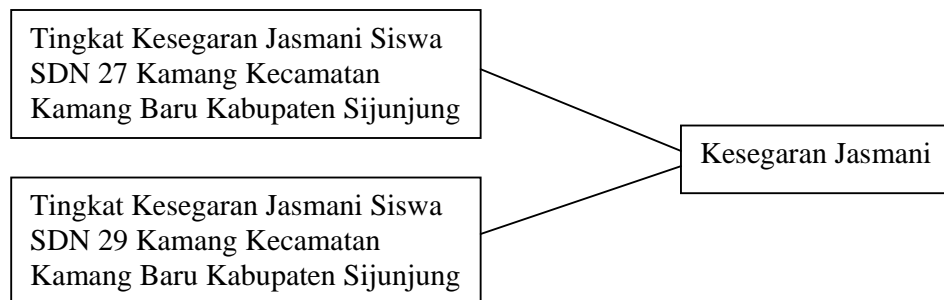 Tingkat Kesegaran Jasmani Siswa
SDN 27 Kamang Kecamatan
Kamang Baru Kabupaten Sijunjung
Kesegaran Jasmani
Tingkat Kesegaran Jasmani Siswa
SDN 29 Kamang Kecamatan
Kamang Baru Kabupaten Sijunjung